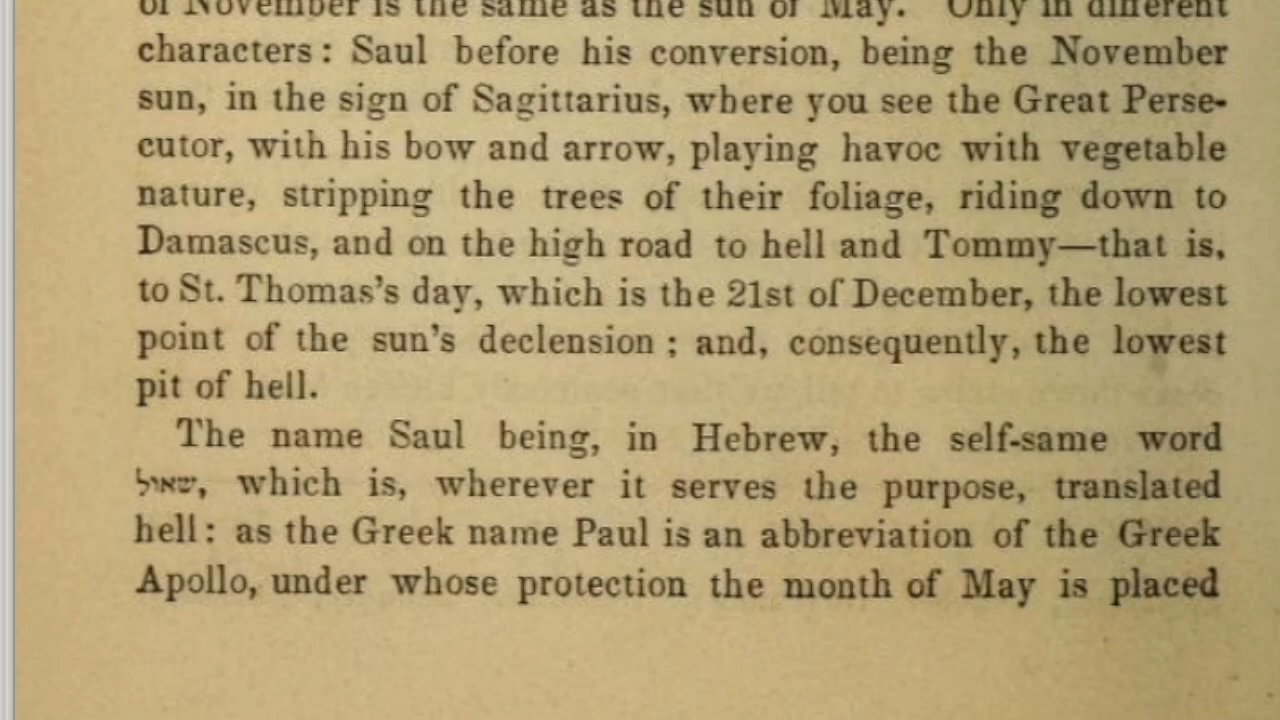 of November is the same as the sun of May. Only in different
characters: Saul before his conversion, being the November
sun, in the sign of Sagittarius, where you see the Great Perse-
cutor, with his bow and arrow, playing havoc with vegetable
nature, stripping the trees of their foliage, riding down to
Damascus, and on the high road to hell and Tommy—that is,
to St. Thomas's day, which is the 21st of December, the lowest
point of the sun's declension; and, consequently, the lowest
pit of hell.
The name Saul being, in Hebrew, the self-same word
שאול, which is, wherever it serves the purpose, translated
hell: as the Greek name Paul is an abbreviation of the Greek
Apollo, under whose protection the month of May is placed